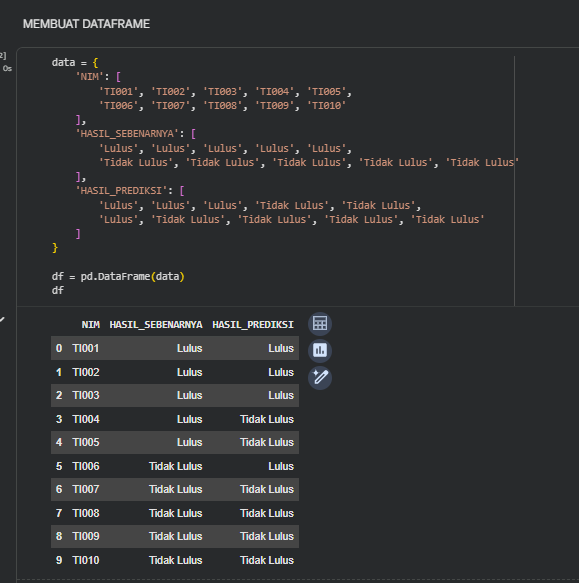 MEMBUAT DATAFRAME
2]
0s
data = {
'NIM': [
'TI001', 'TI002', 'TI003', 'TI004', 'TI005',
'TI006', 'TI007', 'TI008', 'TI009', 'TI010'
],
'HASIL_SEBENARNYA': [
'Lulus', 'Lulus', 'Lulus', 'Lulus', 'Lulus',
'Tidak Lulus', 'Tidak Lulus', 'Tidak Lulus', 'Tidak Lulus', 'Tidak Lulus'
],
'HASIL_PREDIKSI': [
'Lulus', 'Lulus', 'Lulus', 'Tidak Lulus', 'Tidak Lulus',
'Lulus', 'Tidak Lulus', 'Tidak Lulus', 'Tidak Lulus', 'Tidak Lulus'
]
}
df = pd.DataFrame(data)
df
NIM HASIL_SEBENARNYA HASIL_PREDIKSI
0 TI001 Lulus Lulus
1 TI002 Lulus Lulus
2 TI003 Lulus Lulus
3 TI004 Lulus Tidak Lulus
4 TI005 Lulus Tidak Lulus
5 TI006 Tidak Lulus Lulus
6 TI007 Tidak Lulus Tidak Lulus
7 TI008 Tidak Lulus Tidak Lulus
8 TI009 Tidak Lulus Tidak Lulus
9 TI010 Tidak Lulus Tidak Lulus